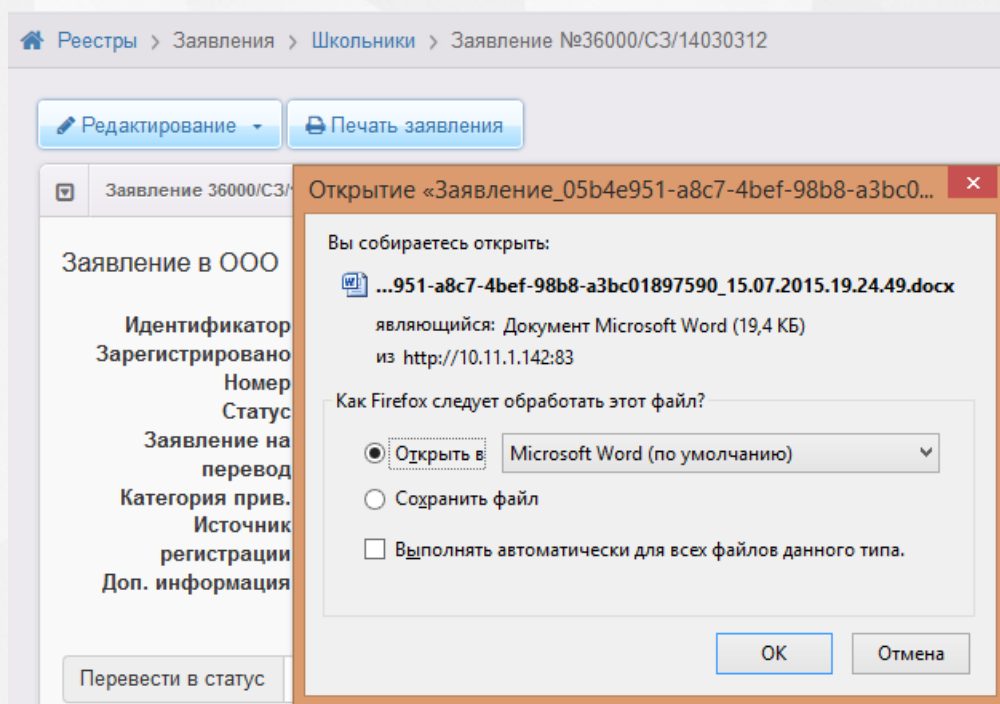 Реестры > Заявления > Школьники > Заявление №36000/СЗ/14030312
Редактирование
Печать заявления
Заявление 36000/СЗ/
Открытие «Заявление_05b4e951-a8c7-4bef-98b8-a3bc0...
Заявление в ООО
Идентификатор
Зарегистрировано
Номер
Статус
Заявление на
перевод
Категория прив.
Источник
регистрации
Доп. информация
Перевести в статус
Вы собираетесь открыть:
...951-a8c7-4bef-98b8-a3bc01897590_15.07.2015.19.24.49.docx
являющийся: Документ Microsoft Word (19,4 КБ)
из http://10.11.1.142:83
Как Firefox следует обработать этот файл?
Открыть в
Microsoft Word (по умолчанию)
Сохранить файл
Выполнять автоматически для всех файлов данного типа.
ОК
Отмена